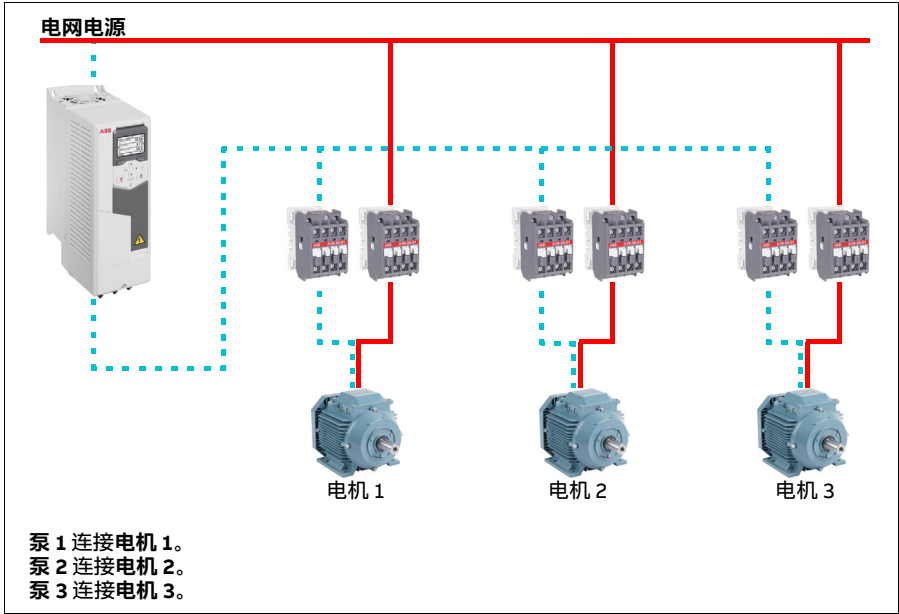 电网电源
ABB
电机 1
电机 2
电机 3
泵 1 连接电机 1。
泵 2 连接电机 2。
泵 3 连接电机 3。